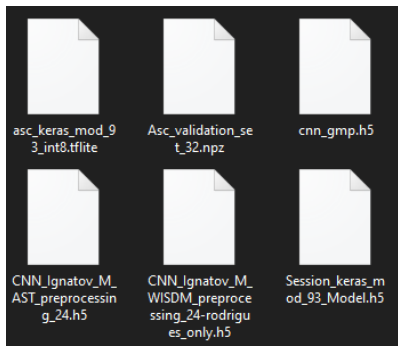 asc_keras_mod_9
3_int8.tflite
Asc_validation_se
t_32.npz
cnn_gmp.h5
CNN_Ignatov_M_
AST_preprocessin
g_24.h5
CNN_Ignatov_M_
WISDM_preproce
ssing_24-rodrigu
es_only.h5
Session_keras_m
od_93_Model.h5